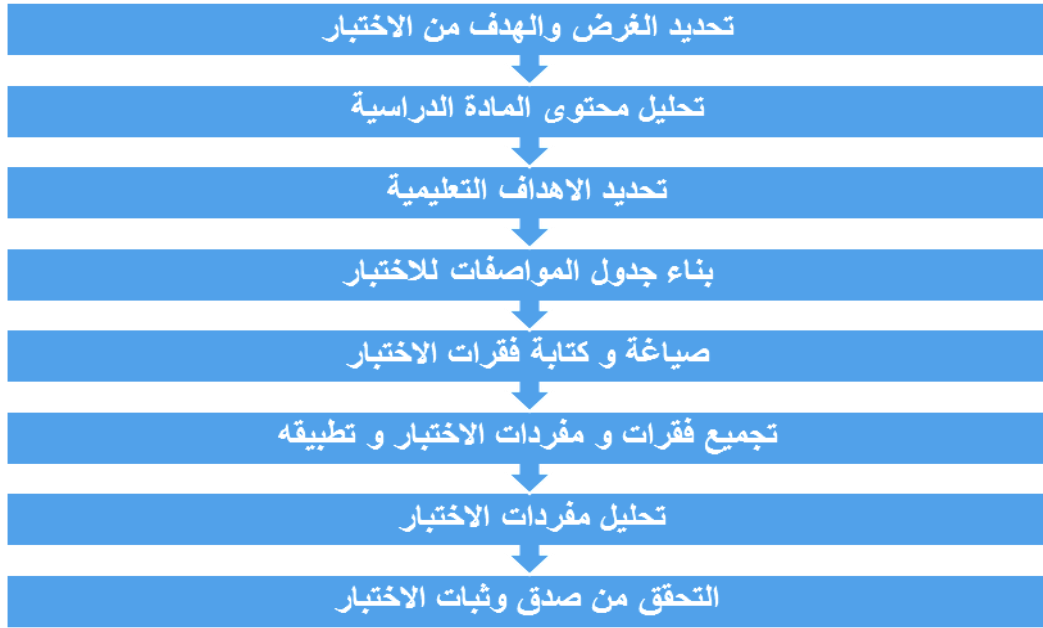 تحديد الغرض والهدف من الاختبار
تحليل محتوى المادة الدراسية
تحديد الاهداف التعليمية
بناء جدول المواصفات للاختبار
صياغة و كتابة فقرات الاختبار
تجميع فقرات و مفردات الاختبار و تطبيقه
تحليل مفردات الاختبار
التحقق من صدق وثبات الاختبار